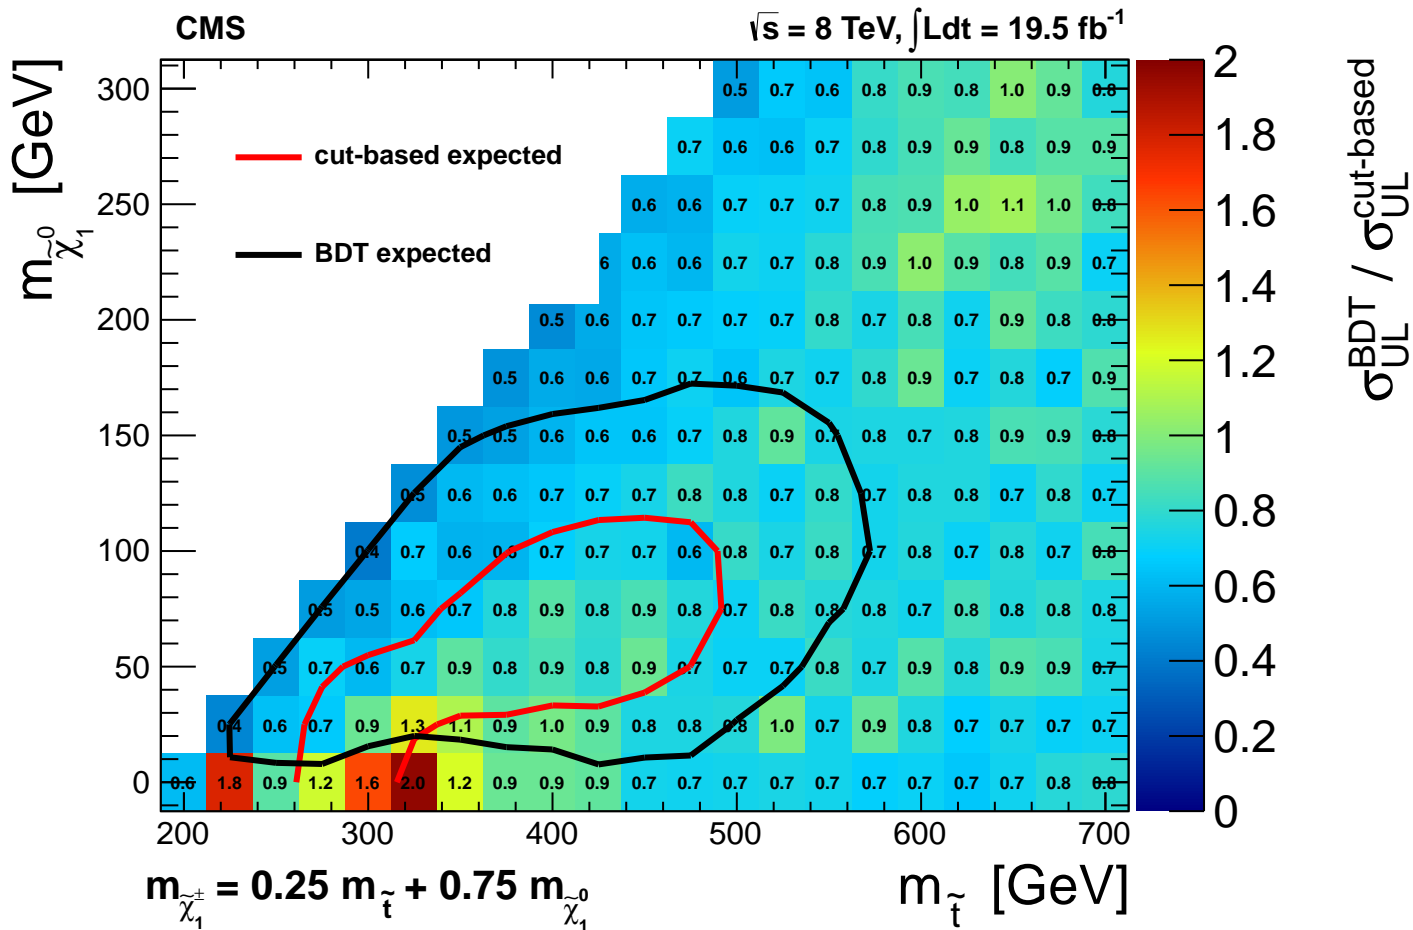 CMS
√s = 8 TeV, ∫Ldt = 19.5 fb⁻¹
m_χ̃₁⁰ [GeV]
cut-based expected
BDT expected
300 0.5 0.7 0.6 0.8 0.9 0.8 1.0 0.9 0.8
0.7 0.6 0.6 0.7 0.8 0.9 0.9 0.8 0.9 0.9
250 0.6 0.6 0.7 0.7 0.7 0.8 0.9 1.0 1.1 1.0 0.8
6 0.6 0.6 0.7 0.7 0.8 0.9 1.0 0.9 0.8 0.9 0.7
200 0.5 0.6 0.7 0.7 0.7 0.7 0.8 0.7 0.8 0.7 0.9 0.8 0.8
0.5 0.6 0.6 0.7 0.7 0.6 0.7 0.7 0.8 0.9 0.7 0.8 0.7 0.9
150 0.5 0.5 0.6 0.6 0.6 0.7 0.8 0.9 0.7 0.8 0.7 0.8 0.9 0.9 0.8
0.5 0.6 0.6 0.7 0.7 0.7 0.8 0.8 0.7 0.8 0.7 0.8 0.8 0.7 0.8 0.7
100 0.4 0.7 0.6 0.6 0.7 0.7 0.7 0.6 0.8 0.7 0.8 0.7 0.8 0.7 0.8 0.7 0.8
0.5 0.5 0.6 0.7 0.8 0.9 0.8 0.9 0.8 0.7 0.8 0.8 0.8 0.7 0.8 0.8 0.8 0.8
50 0.5 0.7 0.6 0.7 0.9 0.8 0.9 0.8 0.9 0.7 0.7 0.7 0.8 0.7 0.9 0.8 0.9 0.9 0.7
0.4 0.6 0.7 0.9 1.3 1.1 0.9 1.0 0.9 0.8 0.8 0.8 1.0 0.7 0.9 0.8 0.7 0.7 0.7 0.7
0 0.6 1.8 0.9 1.2 1.6 2.0 1.2 0.9 0.9 0.9 0.7 0.7 0.7 0.7 0.7 0.7 0.7 0.7 0.7 0.8 0.8
200 300 400 500 600 700
m_χ̃₁± = 0.25 m_t̃ + 0.75 m_χ̃₁⁰
m_t̃ [GeV]
2
1.8
1.6
1.4
1.2
1
0.8
0.6
0.4
0.2
0
σ_UL^BDT / σ_UL^cut-based